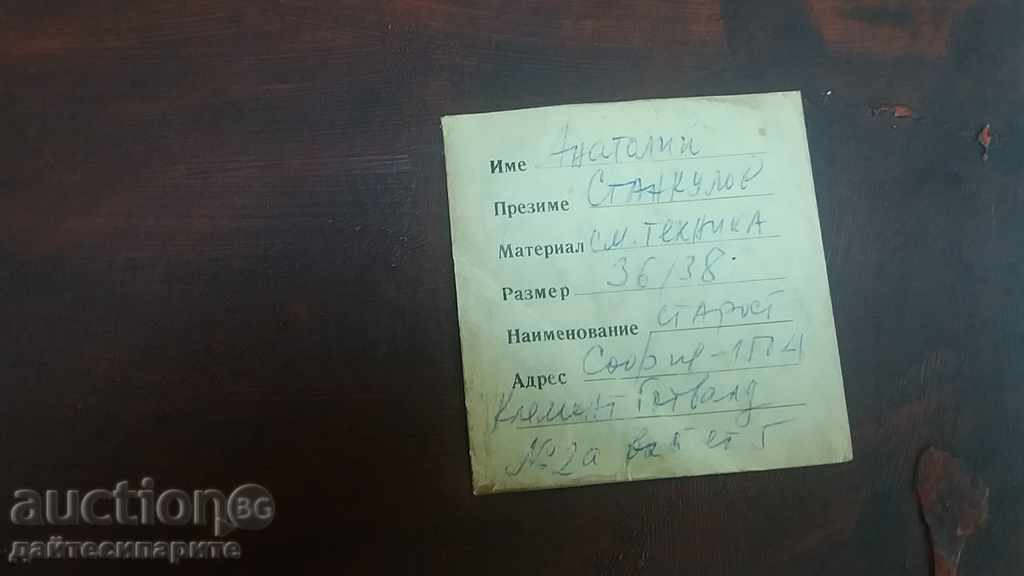 Име Анатолий
Презиме Станкулов
Материал см. техника
Размер 36/38.
Наименование старост
Адрес София-1504
Клемент Готвалд
№2а вх Б ет 5
auction BG
дайтесипарите